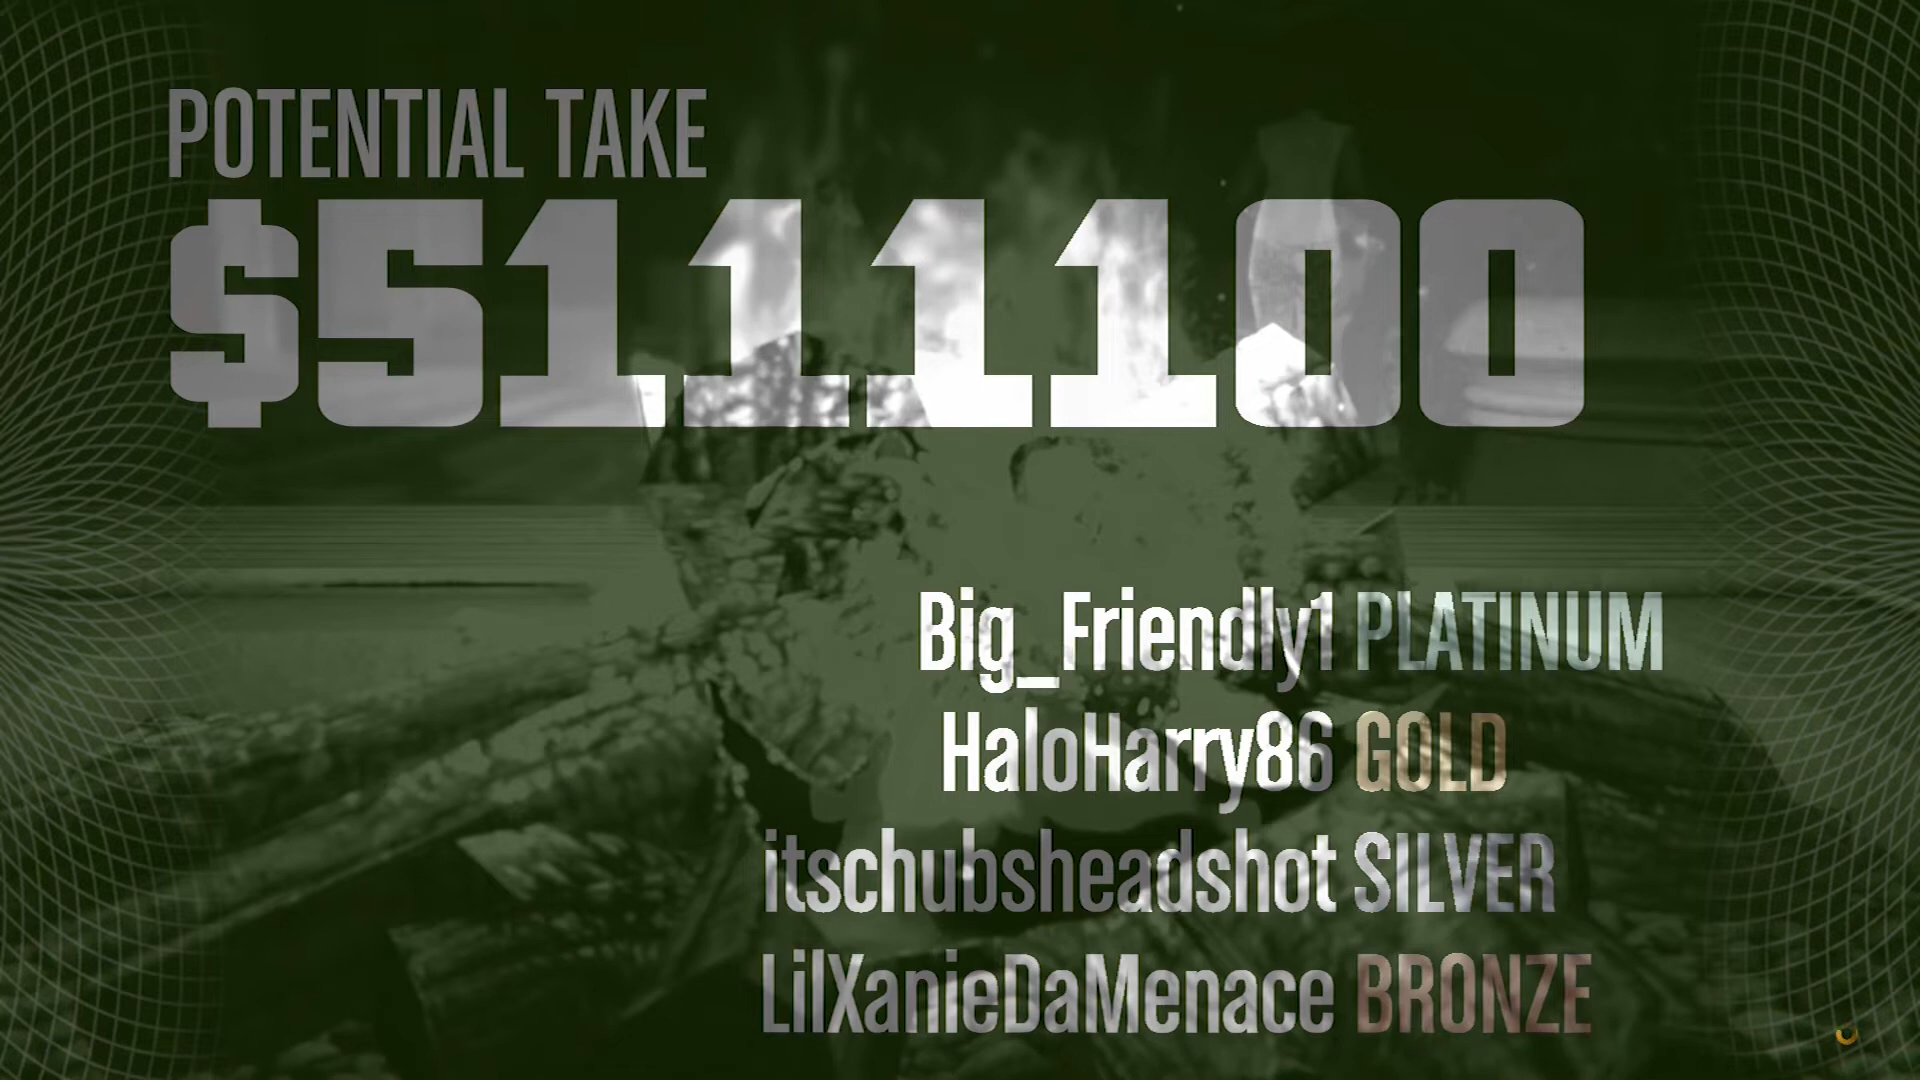 POTENTIAL TAKE
$5111100
Big_Friendly1 PLATINUM
HaloHarry86 GOLD
itschubsheadshot SILVER
LilXanieDaMenace BRONZE